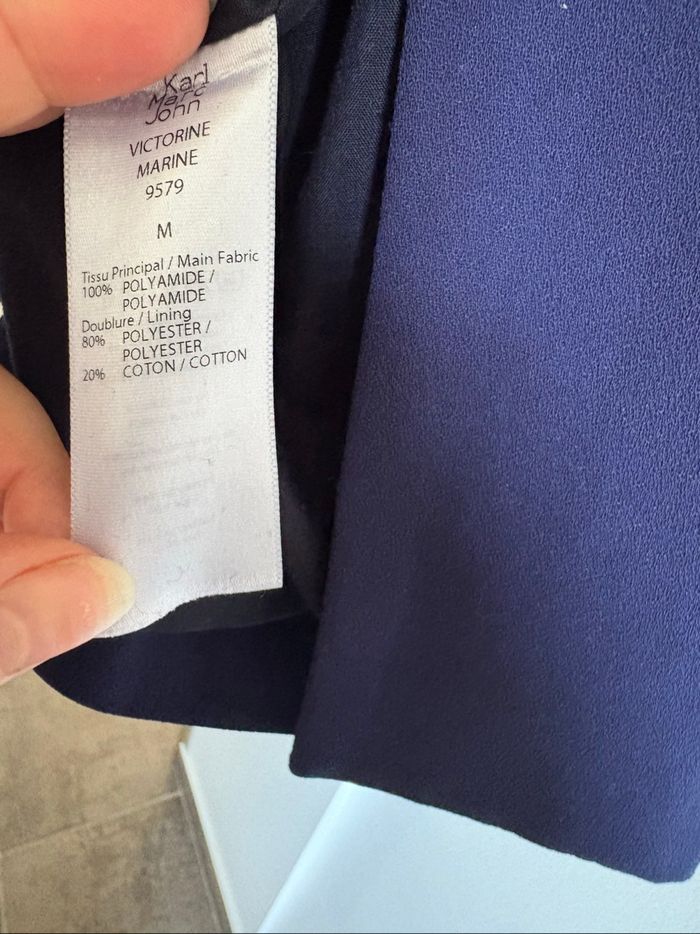 Karl
Marc
John
VICTORINE
MARINE
9579
M
Tissu Principal / Main Fabric
100% POLYAMIDE /
POLYAMIDE
Doublure / Lining
80% POLYESTER /
POLYESTER
20% COTON / COTTON